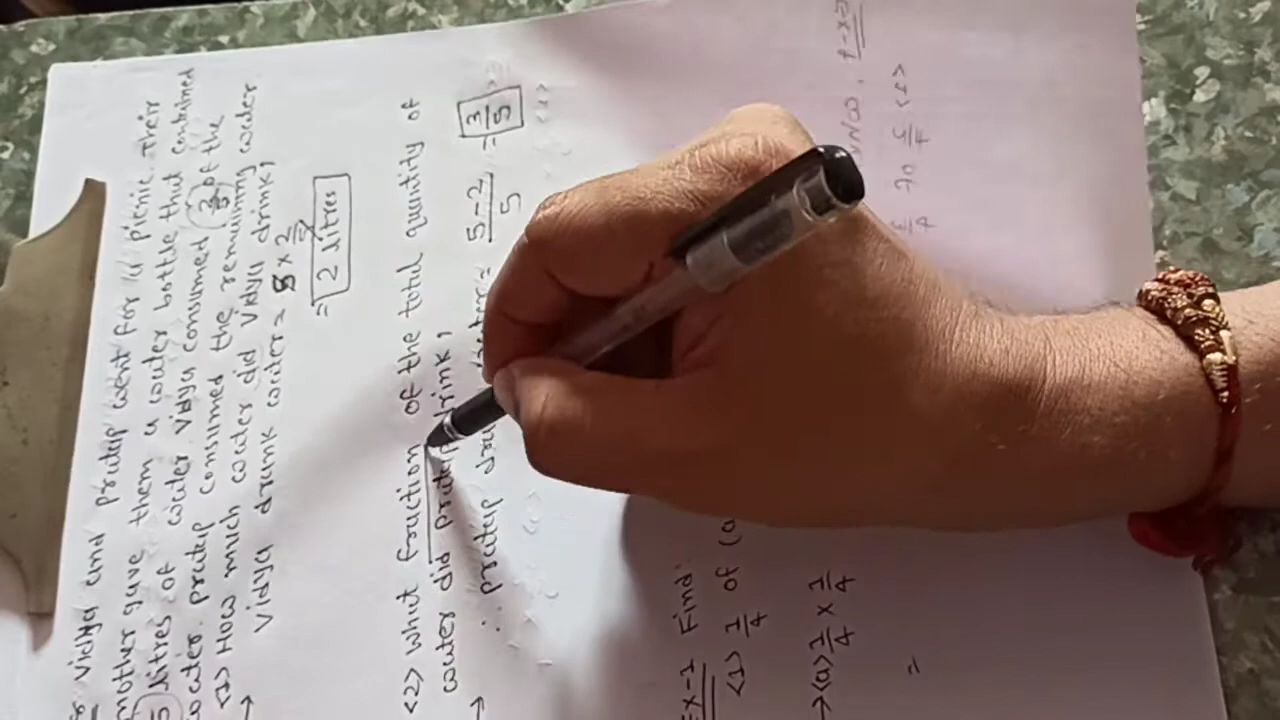 Vidya and pratap went for a picnic. Their
mother gave them a water bottle that contained
5 litres of water. Vidya consumed 2/5 of the
water. pratap consumed the remaining water
<1> How much water did Vidya drink?
→ Vidya drank water = 5 × 2/5
= 2 litres
<2> What fraction of the total quantity of
water did pratap drink?
→ ∴ pratap = 5-2/5 = 3/5
Ex-1 Find:
<1> 1/4 of (a
→ (a) 1/4 × 1/4
=